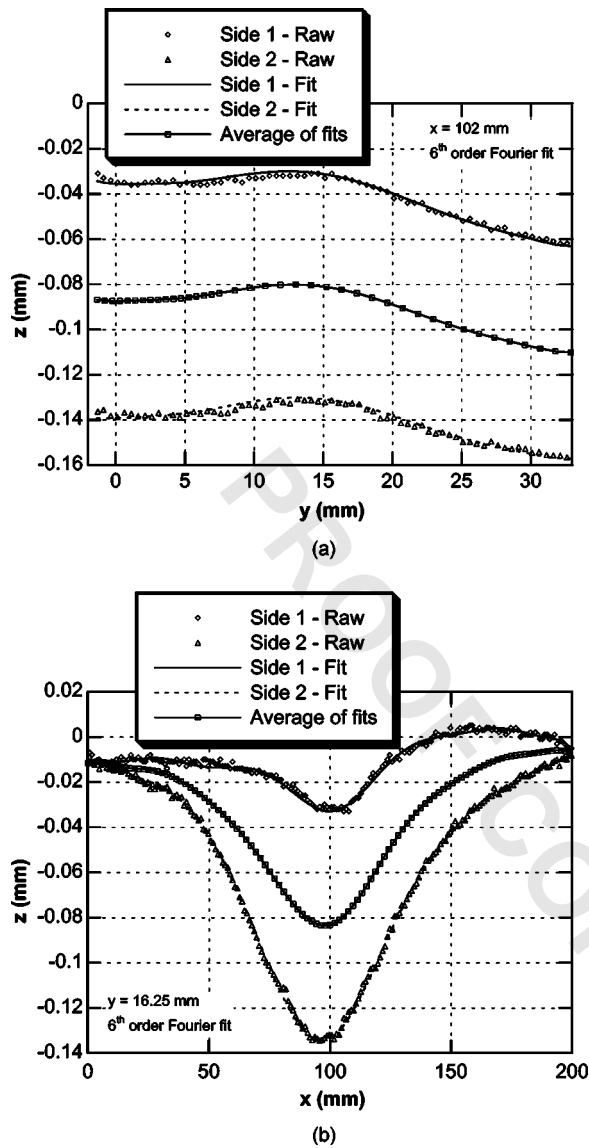 Side 1 - Raw
Side 2 - Raw
Side 1 - Fit
Side 2 - Fit
Average of fits
x = 102 mm
6th order Fourier fit
0
-0.02
-0.04
-0.06
-0.08
-0.1
-0.12
-0.14
-0.16
z (mm)
0 5 10 15 20 25 30
y (mm)
(a)
Side 1 - Raw
Side 2 - Raw
Side 1 - Fit
Side 2 - Fit
Average of fits
0.02
0
-0.02
-0.04
-0.06
-0.08
-0.1
-0.12
-0.14
z (mm)
y = 16.25 mm
6th order Fourier fit
0 50 100 150 200
x (mm)
(b)
PROOF COP